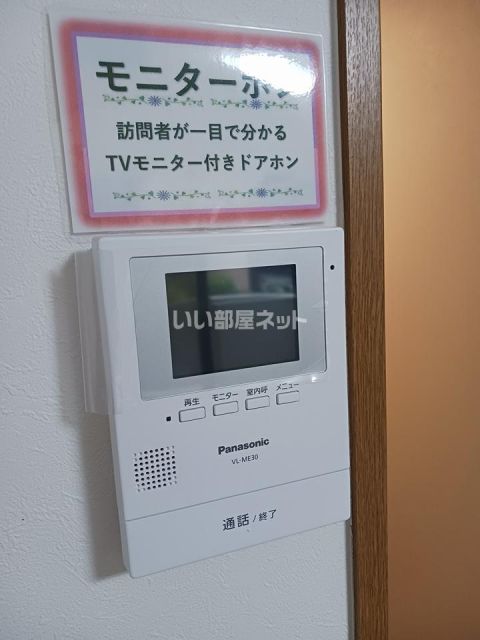 モニターホン
訪問者が一目で分かる
TVモニター付きドアホン
いい部屋ネット
再生 モニター 室内呼 メニュー
Panasonic
VL-ME30
通話 / 終了